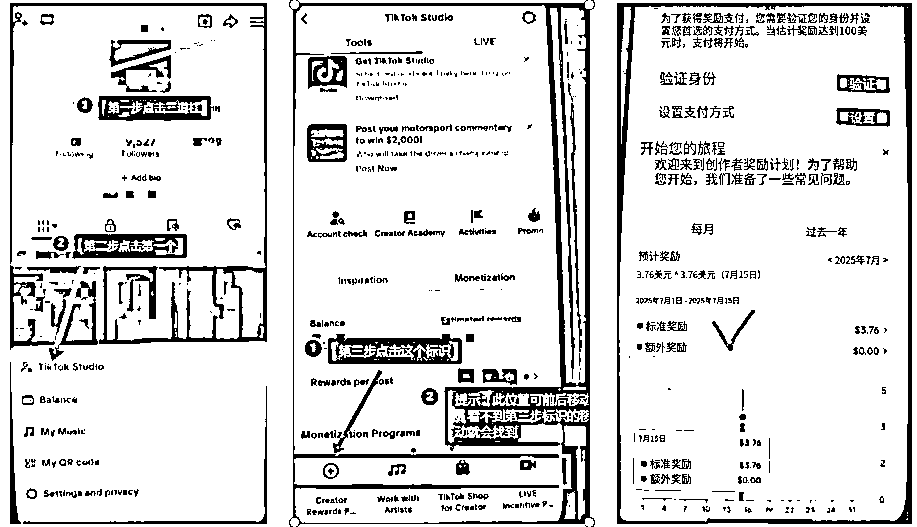 第一步点击三道杠
9,527
Following
Followers
+ Add bio
第二步点击第二个
TikTok Studio
Balance
My Music
My QR code
Settings and privacy
TikTok Studio
Tools
LIVE
Get TikTok Studio
Download
Post your motorsport commentary
to win $2,000!
Post Now
Account check
Creator Academy
Activities
Promo
Inspiration
Monetization
Balance
Estimated rewards
第三步点击这个标识
Rewards per post
提示：此位置可前后移动
若看不到第三步标识的移
动就会找到
Monetization Programs
Creator
Rewards P...
Work with
Artists
TikTok Shop
for Creator
LIVE
Incentive P...
为了获得奖励支付，您需要验证您的身份并设
置您首选的支付方式。当估计奖励达到100美
元时，支付将开始。
验证身份
验证
设置支付方式
设置
开始您的旅程
欢迎来到创作者奖励计划！为了帮助
您开始，我们准备了一些常见问题。
每月
过去一年
预计奖励
< 2025年7月 >
3.76美元 * 3.76美元（7月15日）
2025年7月1日 - 2025年7月15日
标准奖励
$3.76 >
额外奖励
$0.00 >
5
3
7月15日
$3.76
标准奖励
$3.76
2
额外奖励
$0.00
0
1 4 7 10 13 16 19 22 25 28 31